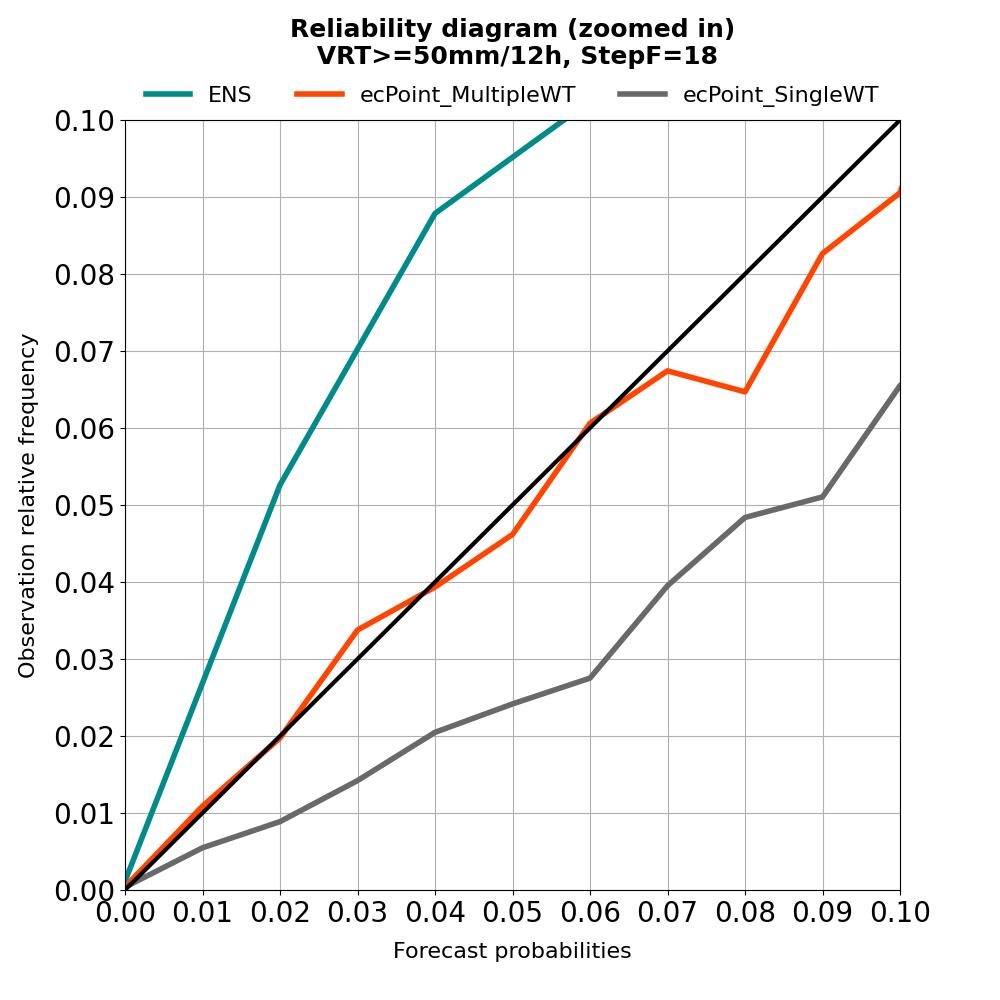 Reliability diagram (zoomed in)
VRT>=50mm/12h, StepF=18
ENS ecPoint_MultipleWT ecPoint_SingleWT
0.10
0.09
0.08
0.07
0.06
0.05
0.04
0.03
0.02
0.01
0.00
Observation relative frequency
0.00 0.01 0.02 0.03 0.04 0.05 0.06 0.07 0.08 0.09 0.10
Forecast probabilities